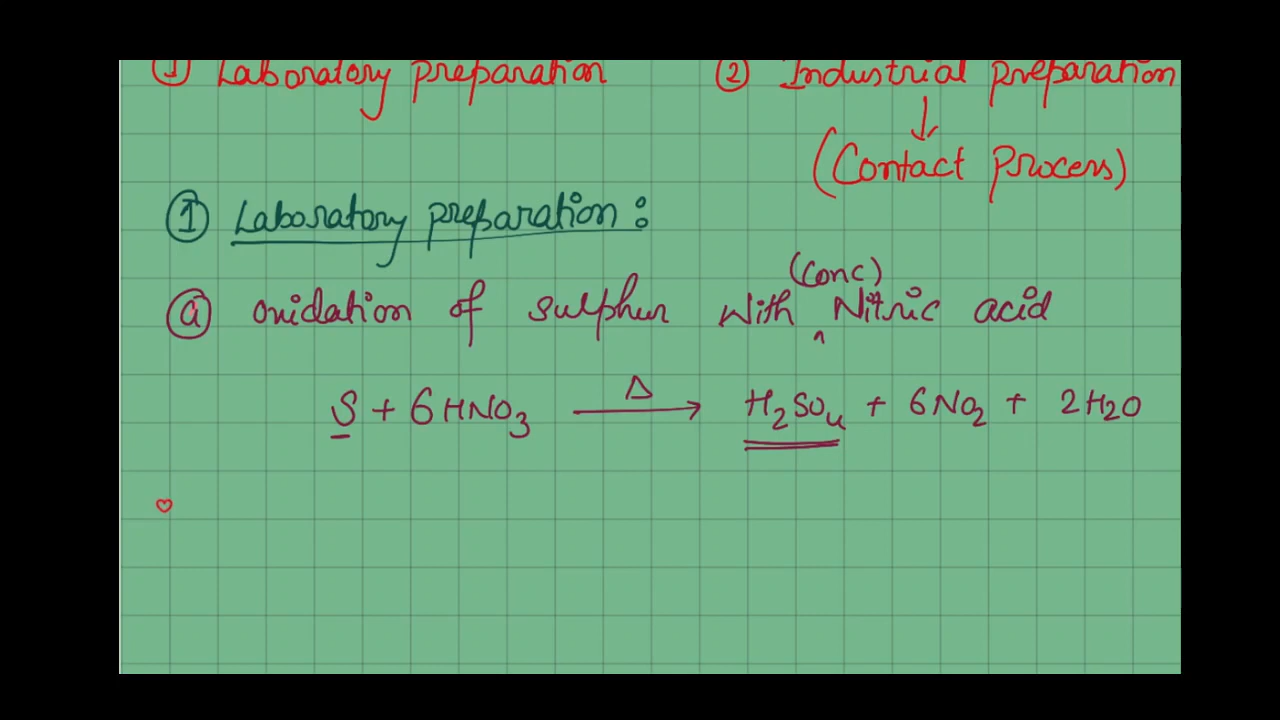 ① Laboratory preparation ② Industrial preparation
↓
(Contact Process)
① Laboratory preparation :
(conc)
ⓐ oxidation of sulphur with ^ Nitric acid
S + 6HNO₃ —Δ→ H₂SO₄ + 6NO₂ + 2H₂O